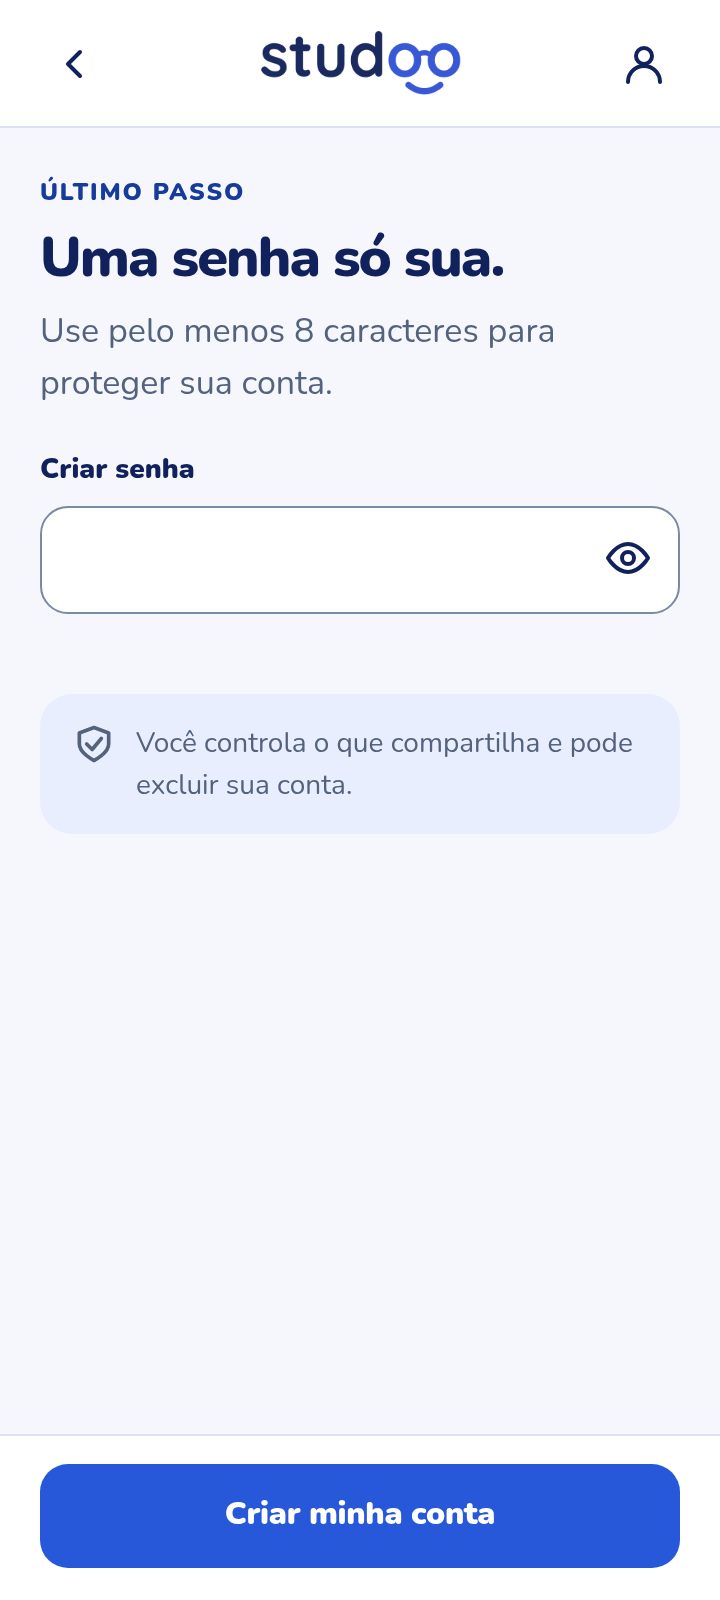 studoo
ÚLTIMO PASSO
Uma senha só sua.
Use pelo menos 8 caracteres para
proteger sua conta.
Criar senha
Você controla o que compartilha e pode
excluir sua conta.
Criar minha conta